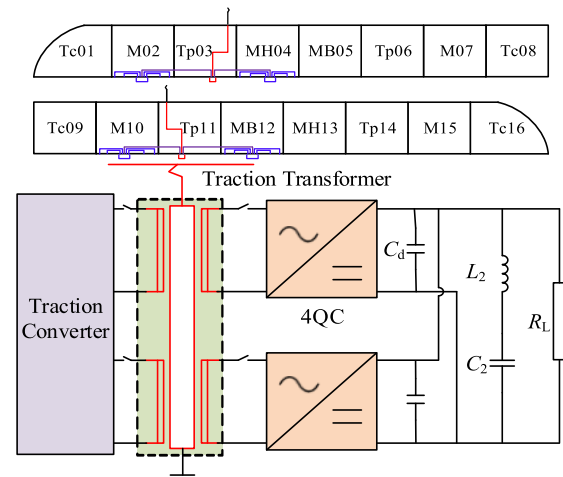 Tc01 M02 Tp03 MH04 MB05 Tp06 M07 Tc08
Tc09 M10 Tp11 MB12 MH13 Tp14 M15 Tc16
Traction Transformer
Traction
Converter
4QC
Cd
L2
C2
RL